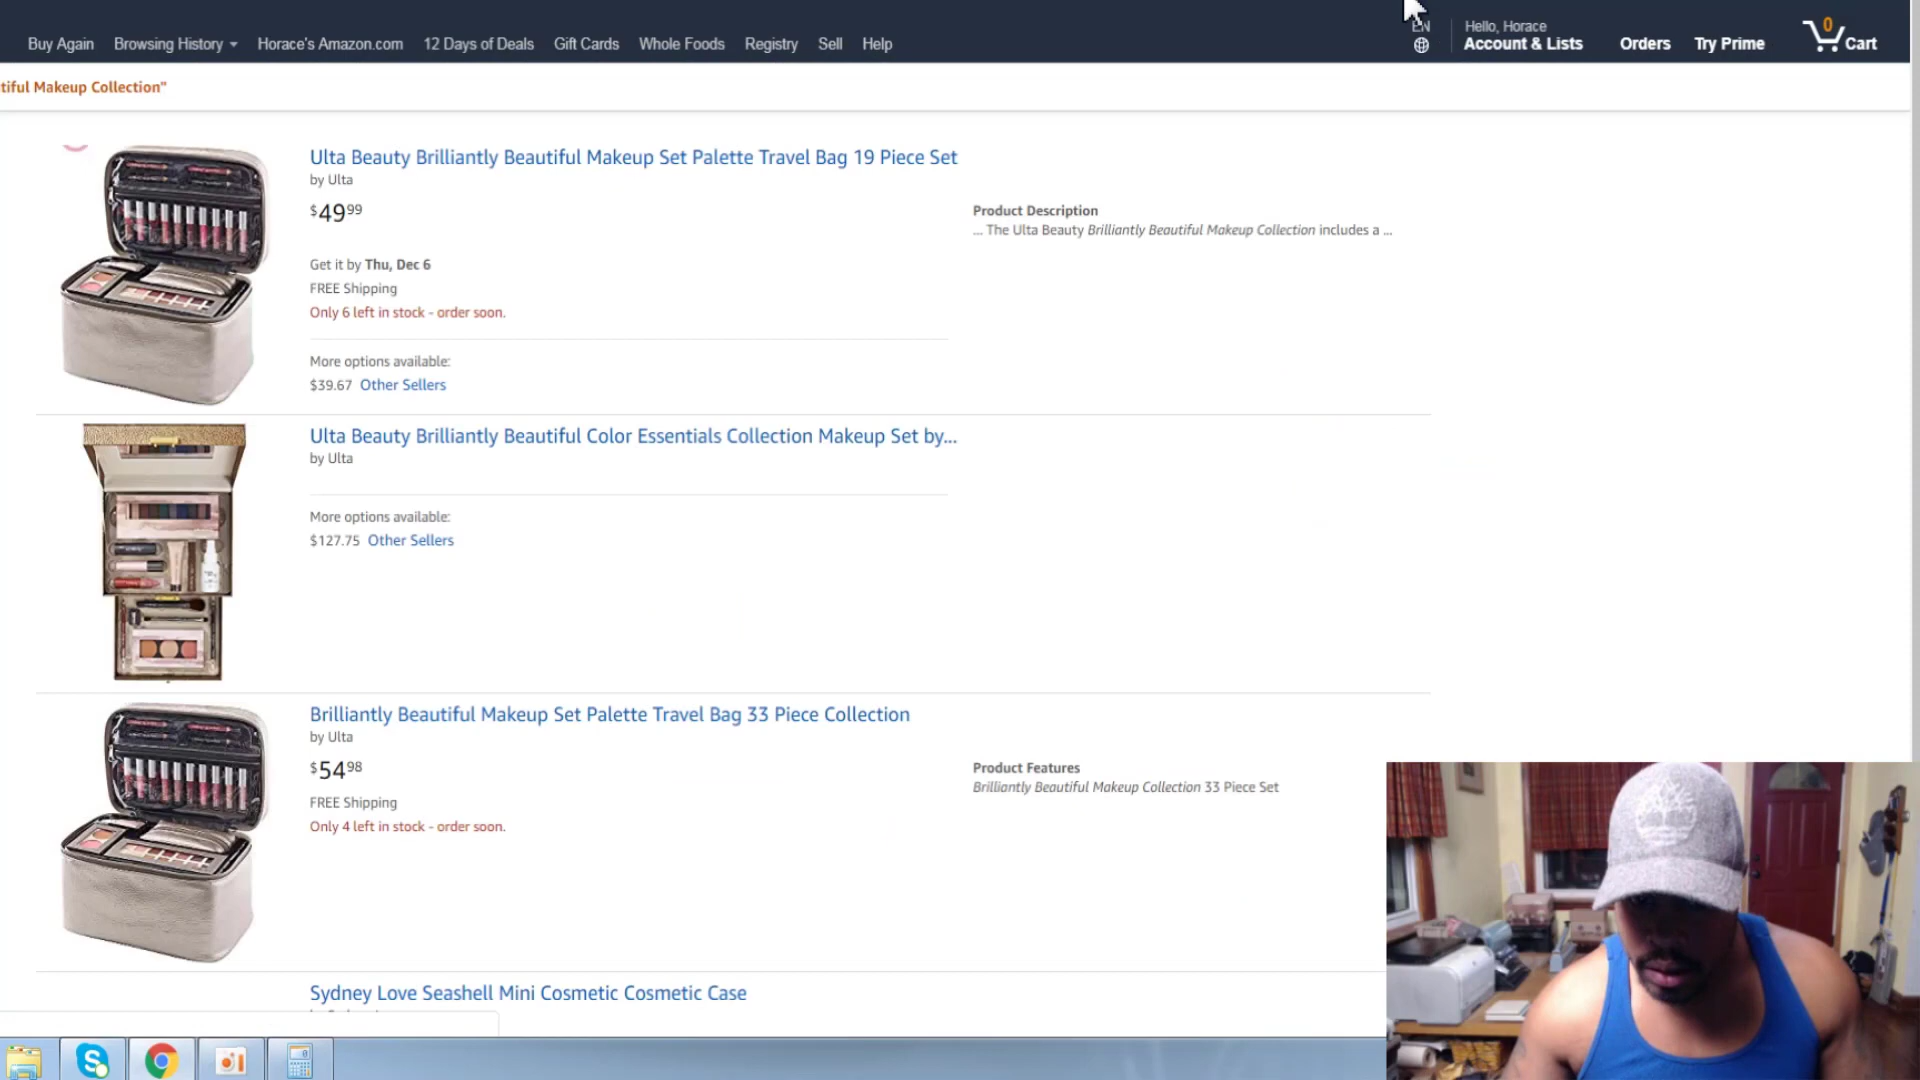 EN
Hello, Horace
Buy Again Browsing History Horace's Amazon.com 12 Days of Deals Gift Cards Whole Foods Registry Sell Help Account & Lists Orders Try Prime 0 Cart
tiful Makeup Collection"
Ulta Beauty Brilliantly Beautiful Makeup Set Palette Travel Bag 19 Piece Set
by Ulta
$49 99
Product Description
... The Ulta Beauty Brilliantly Beautiful Makeup Collection includes a ...
Get it by Thu, Dec 6
FREE Shipping
Only 6 left in stock - order soon.
More options available:
$39.67 Other Sellers
Ulta Beauty Brilliantly Beautiful Color Essentials Collection Makeup Set by...
by Ulta
More options available:
$127.75 Other Sellers
Brilliantly Beautiful Makeup Set Palette Travel Bag 33 Piece Collection
by Ulta
$54 98
Product Features
Brilliantly Beautiful Makeup Collection 33 Piece Set
FREE Shipping
Only 4 left in stock - order soon.
Sydney Love Seashell Mini Cosmetic Cosmetic Case